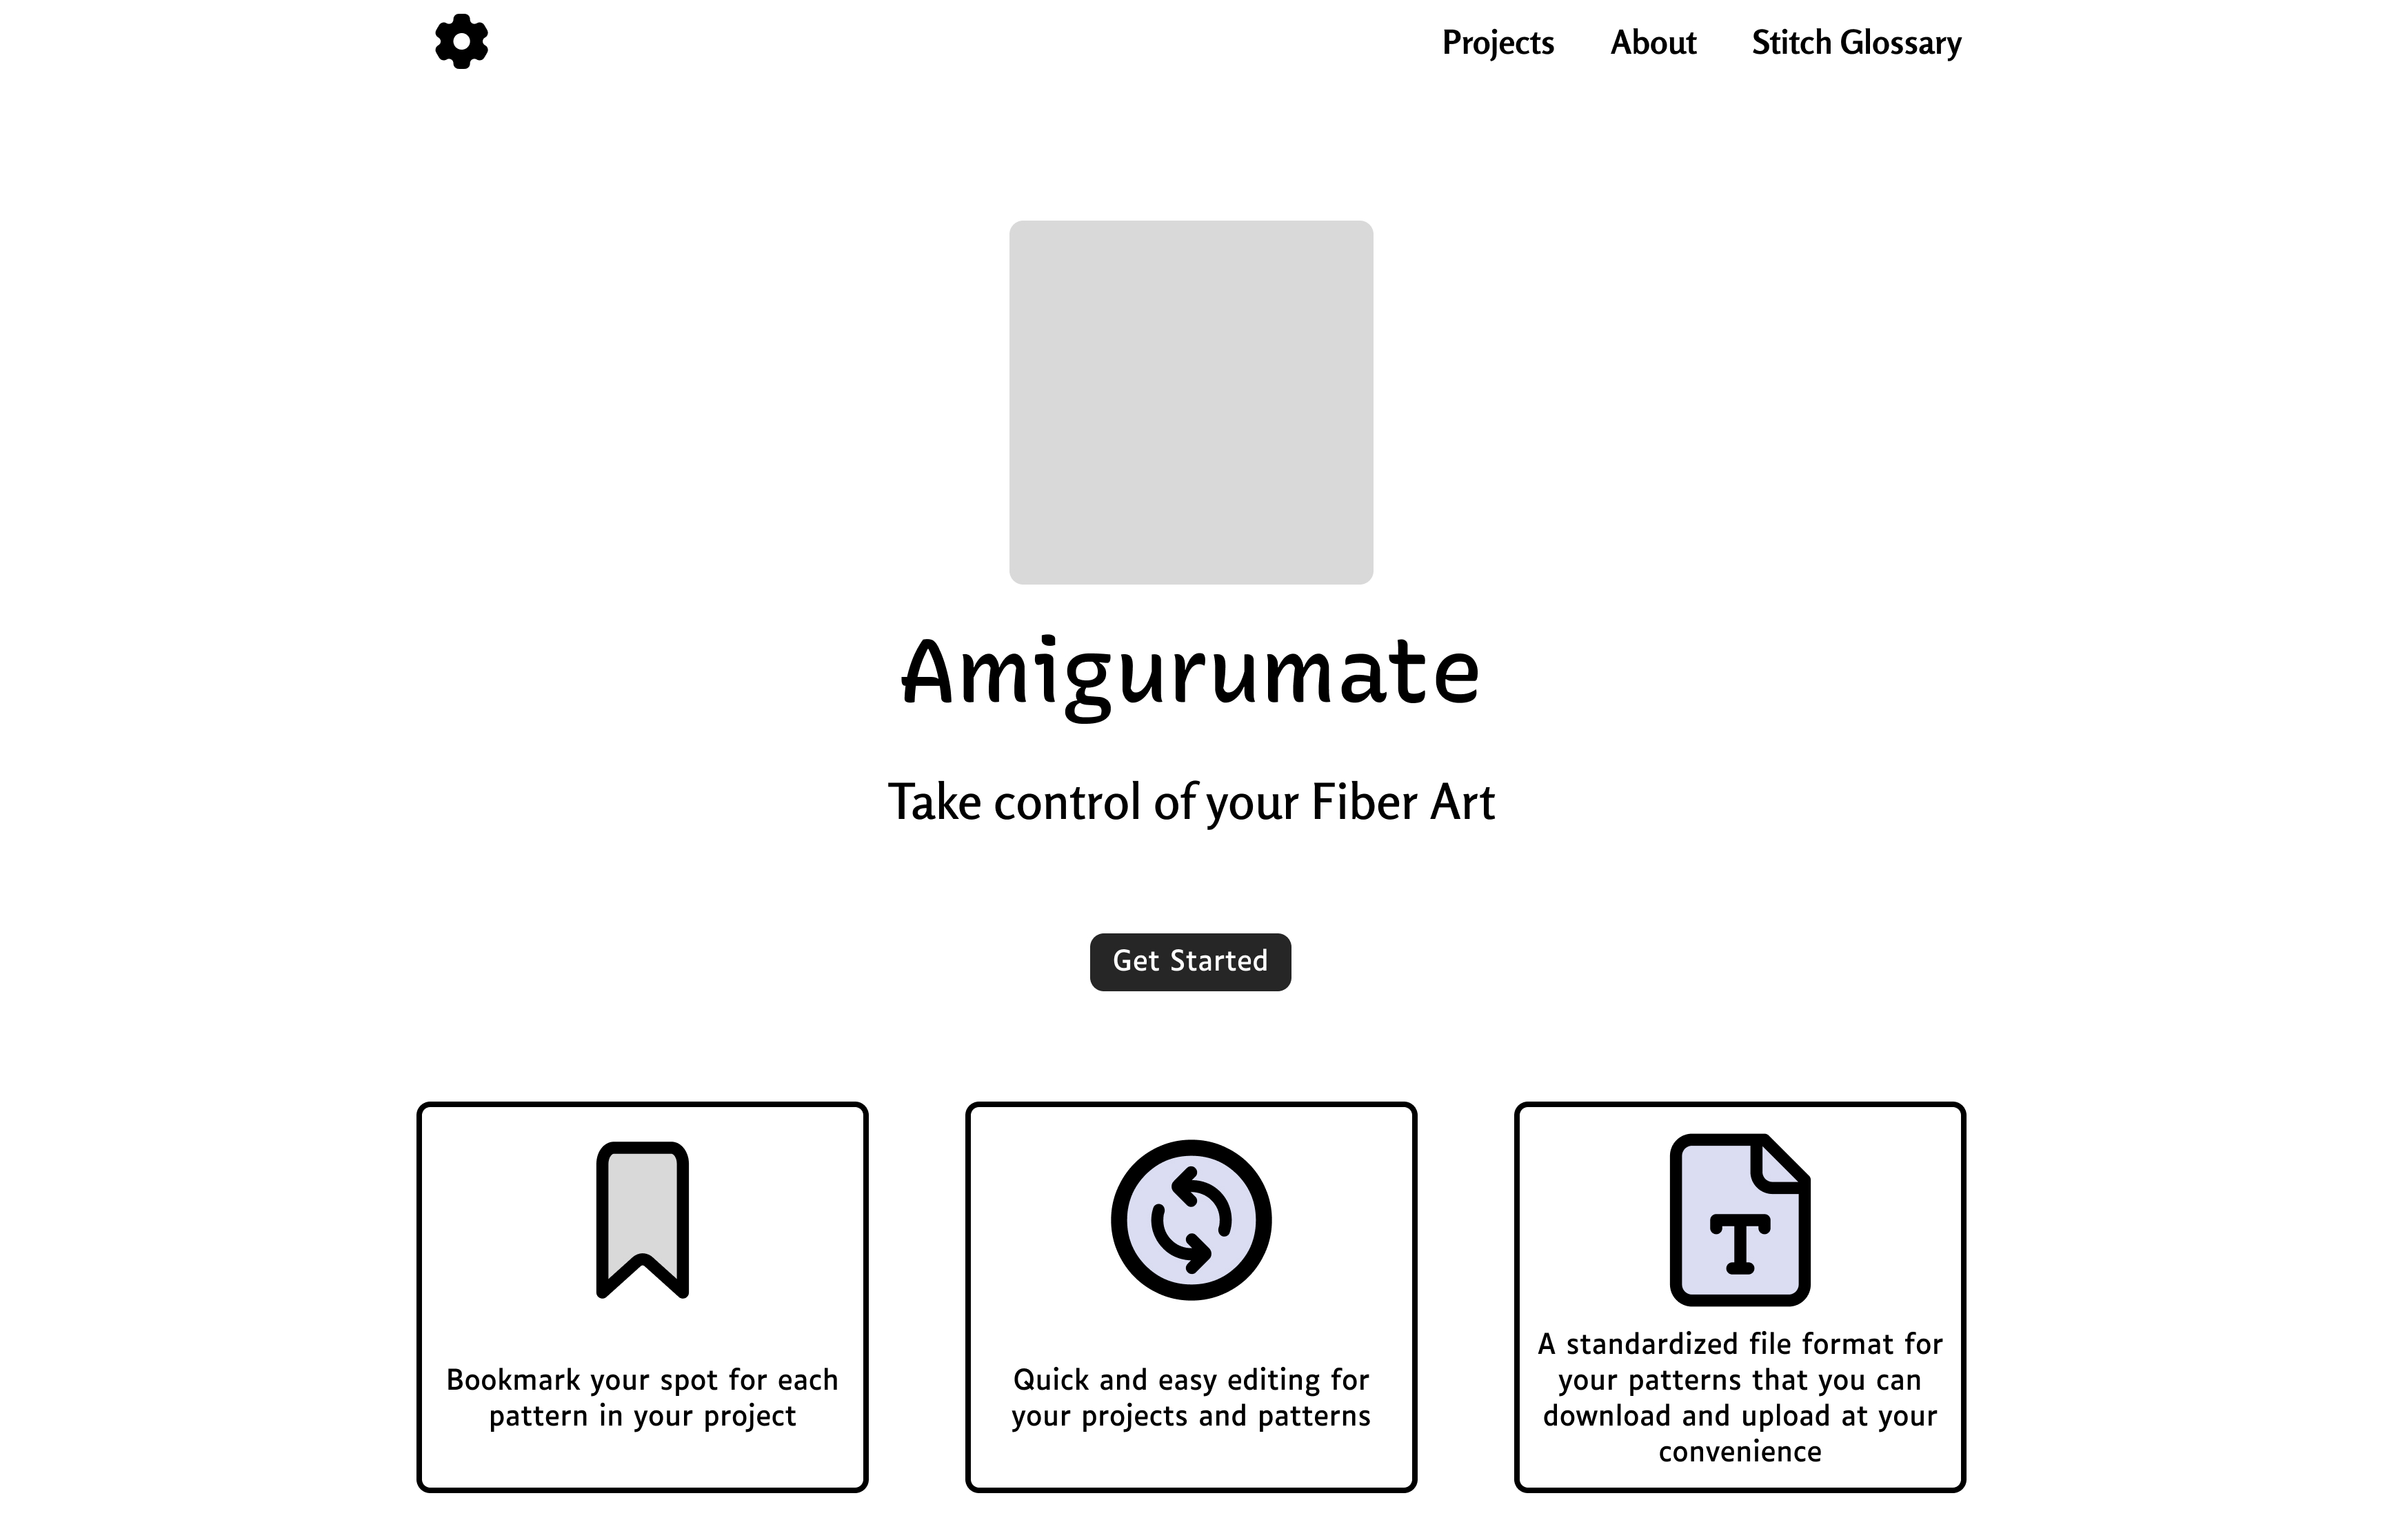 Projects About Stitch Glossary
Amigurumate
Take control of your Fiber Art
Get Started
Bookmark your spot for each
pattern in your project
Quick and easy editing for
your projects and patterns
T
A standardized file format for
your patterns that you can
download and upload at your
convenience